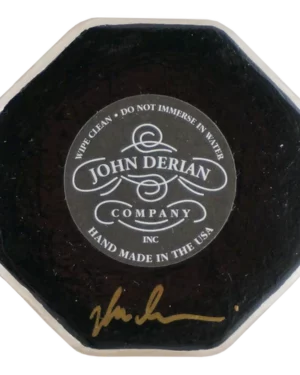 WIPE CLEAN • DO NOT IMMERSE IN WATER
JOHN DERIAN
COMPANY
INC
HAND MADE IN THE USA